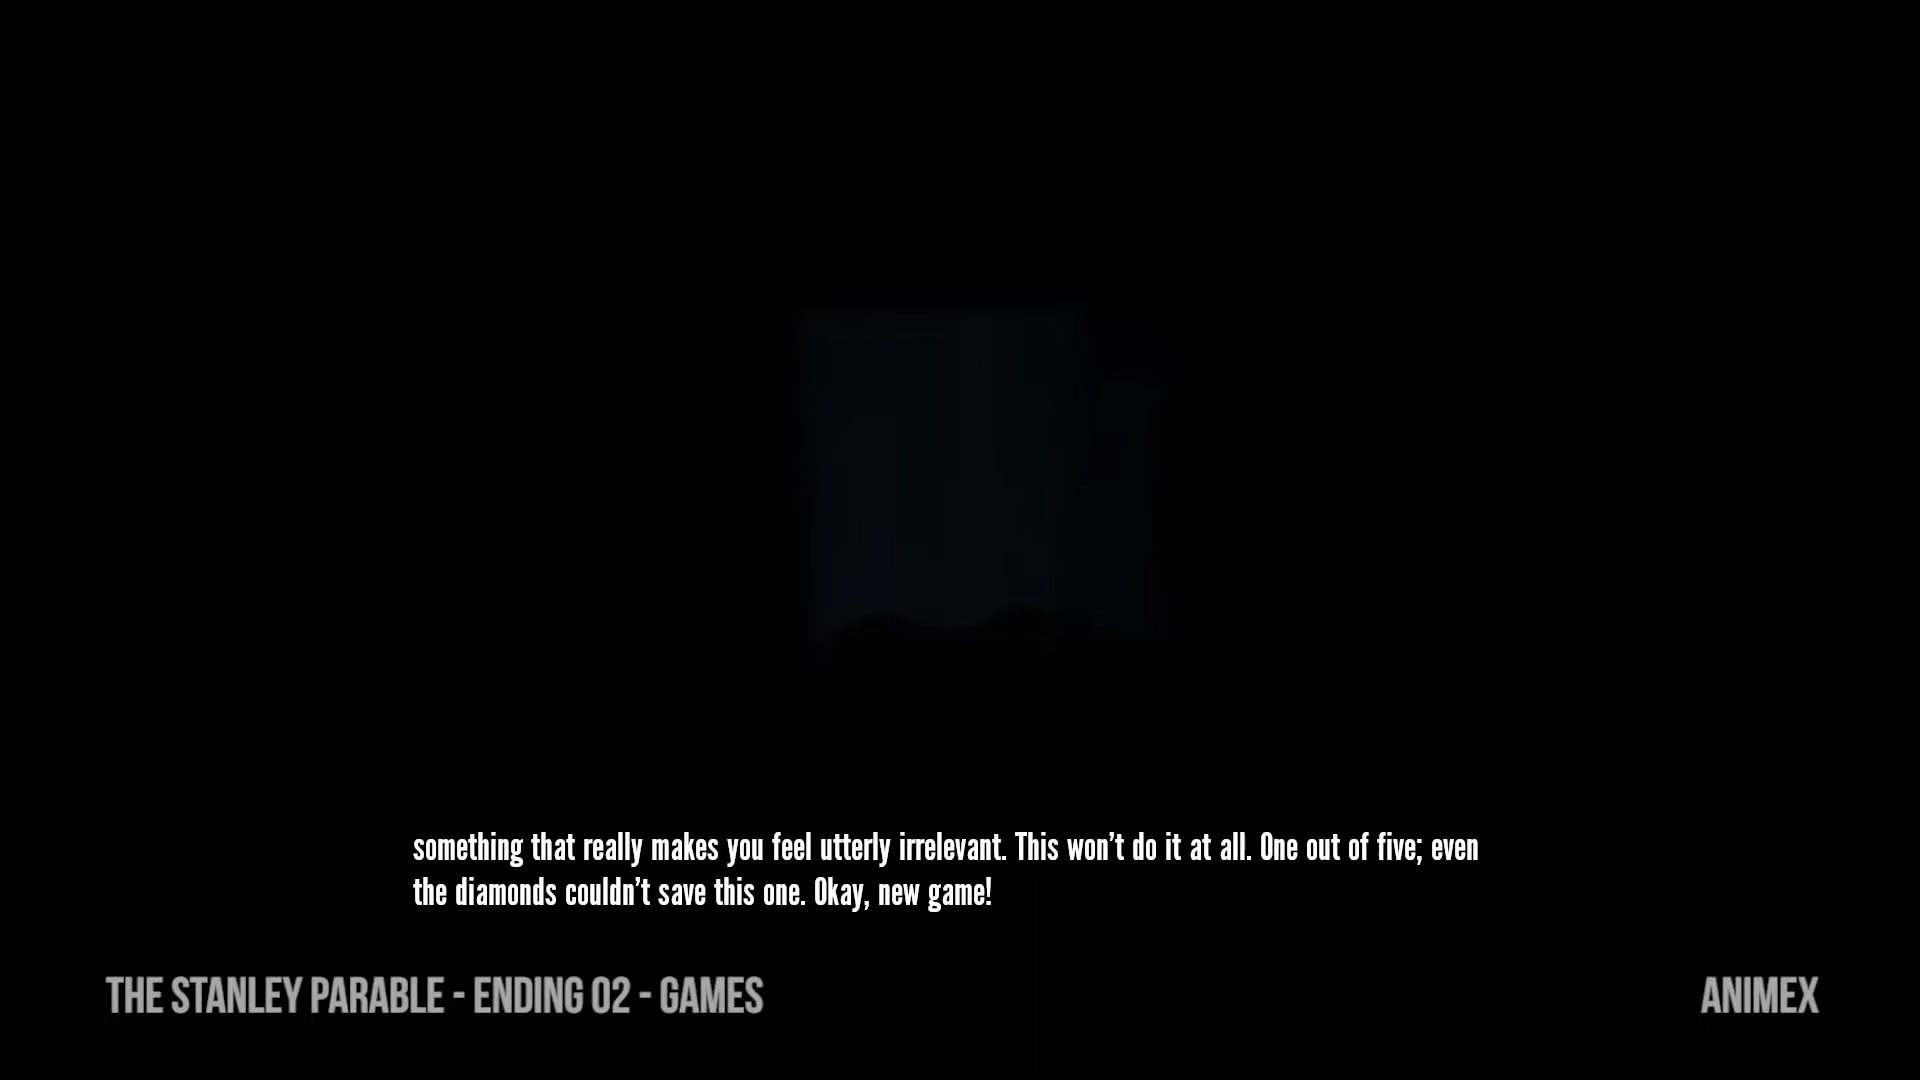 something that really makes you feel utterly irrelevant. This won’t do it at all. One out of five; even
the diamonds couldn’t save this one. Okay, new game!
THE STANLEY PARABLE - ENDING 02 - GAMES
ANIMEX